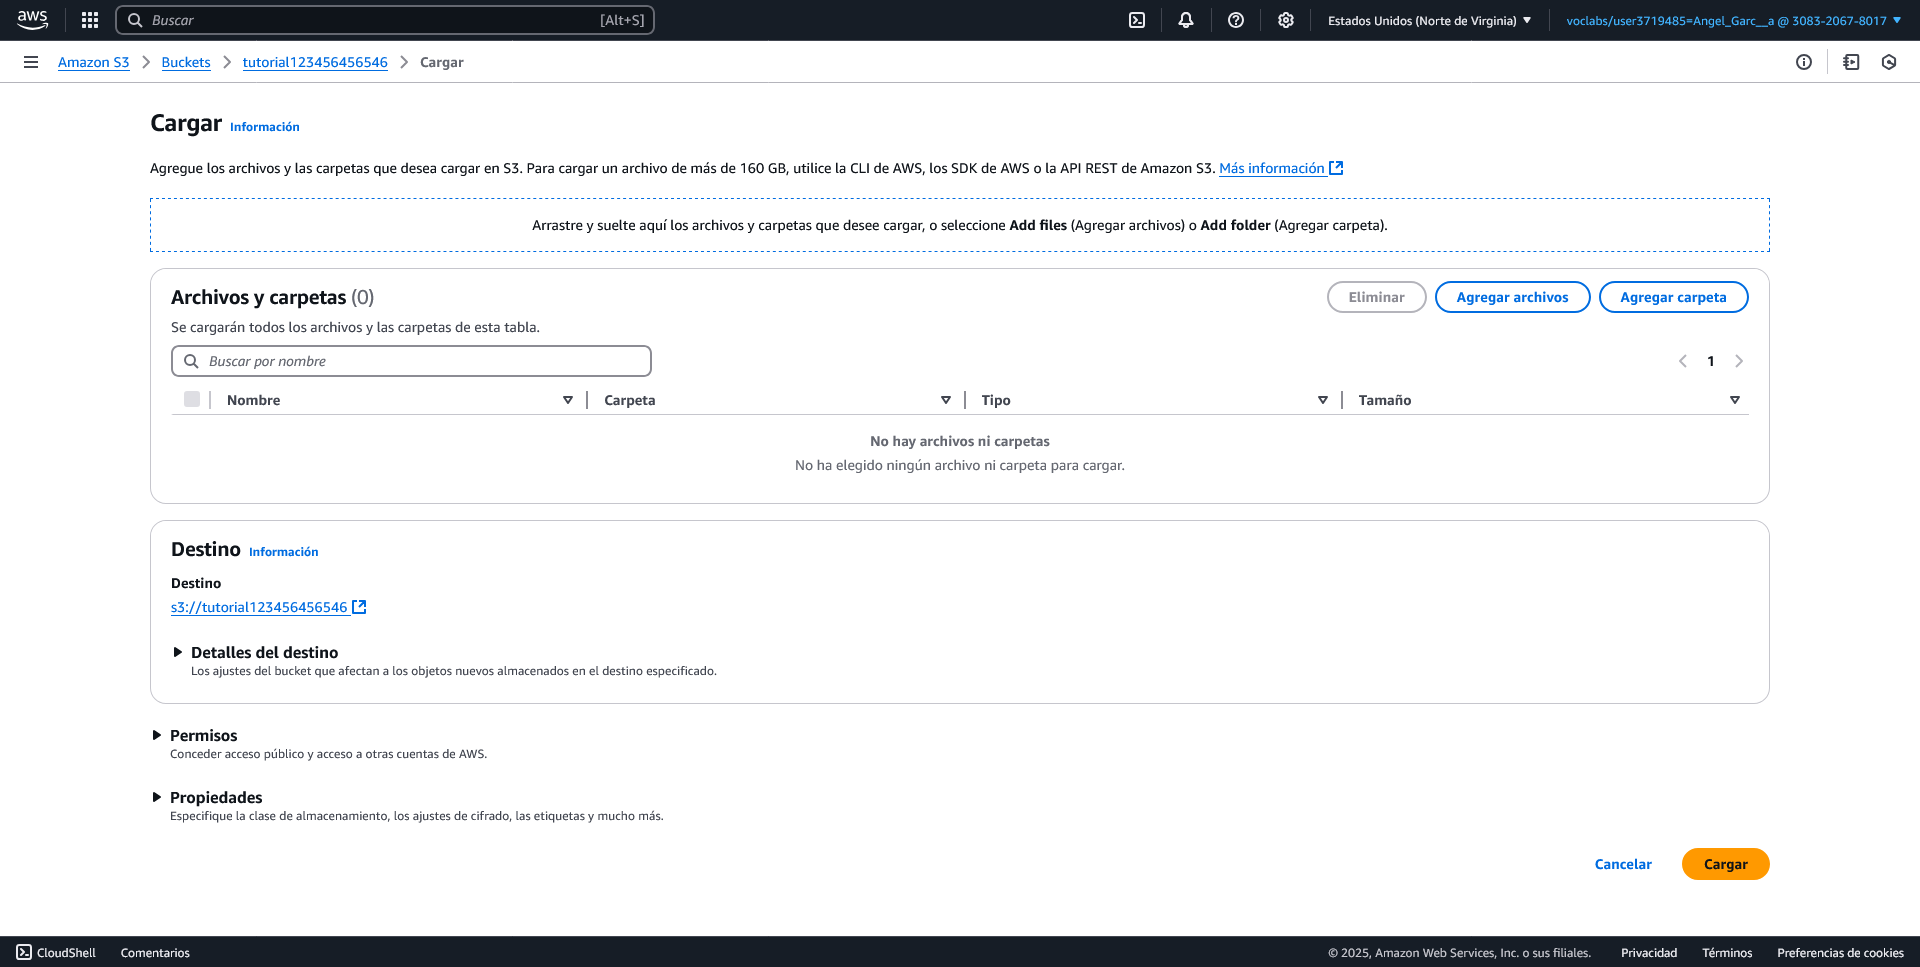 aws
Buscar [Alt+S] Estados Unidos (Norte de Virginia) voclabs/user3719485=Angel_Garc__a @ 3083-2067-8017
Amazon S3 Buckets tutorial123456456546 Cargar
Cargar Información
Agregue los archivos y las carpetas que desea cargar en S3. Para cargar un archivo de más de 160 GB, utilice la CLI de AWS, los SDK de AWS o la API REST de Amazon S3. Más información
Arrastre y suelte aquí los archivos y carpetas que desee cargar, o seleccione Add files (Agregar archivos) o Add folder (Agregar carpeta).
Archivos y carpetas (0) Eliminar Agregar archivos Agregar carpeta
Se cargarán todos los archivos y las carpetas de esta tabla.
Buscar por nombre 1
Nombre Carpeta Tipo Tamaño
No hay archivos ni carpetas
No ha elegido ningún archivo ni carpeta para cargar.
Destino Información
Destino
s3://tutorial123456456546
Detalles del destino
Los ajustes del bucket que afectan a los objetos nuevos almacenados en el destino especificado.
Permisos
Conceder acceso público y acceso a otras cuentas de AWS.
Propiedades
Especifique la clase de almacenamiento, los ajustes de cifrado, las etiquetas y mucho más.
Cancelar Cargar
CloudShell Comentarios © 2025, Amazon Web Services, Inc. o sus filiales. Privacidad Términos Preferencias de cookies